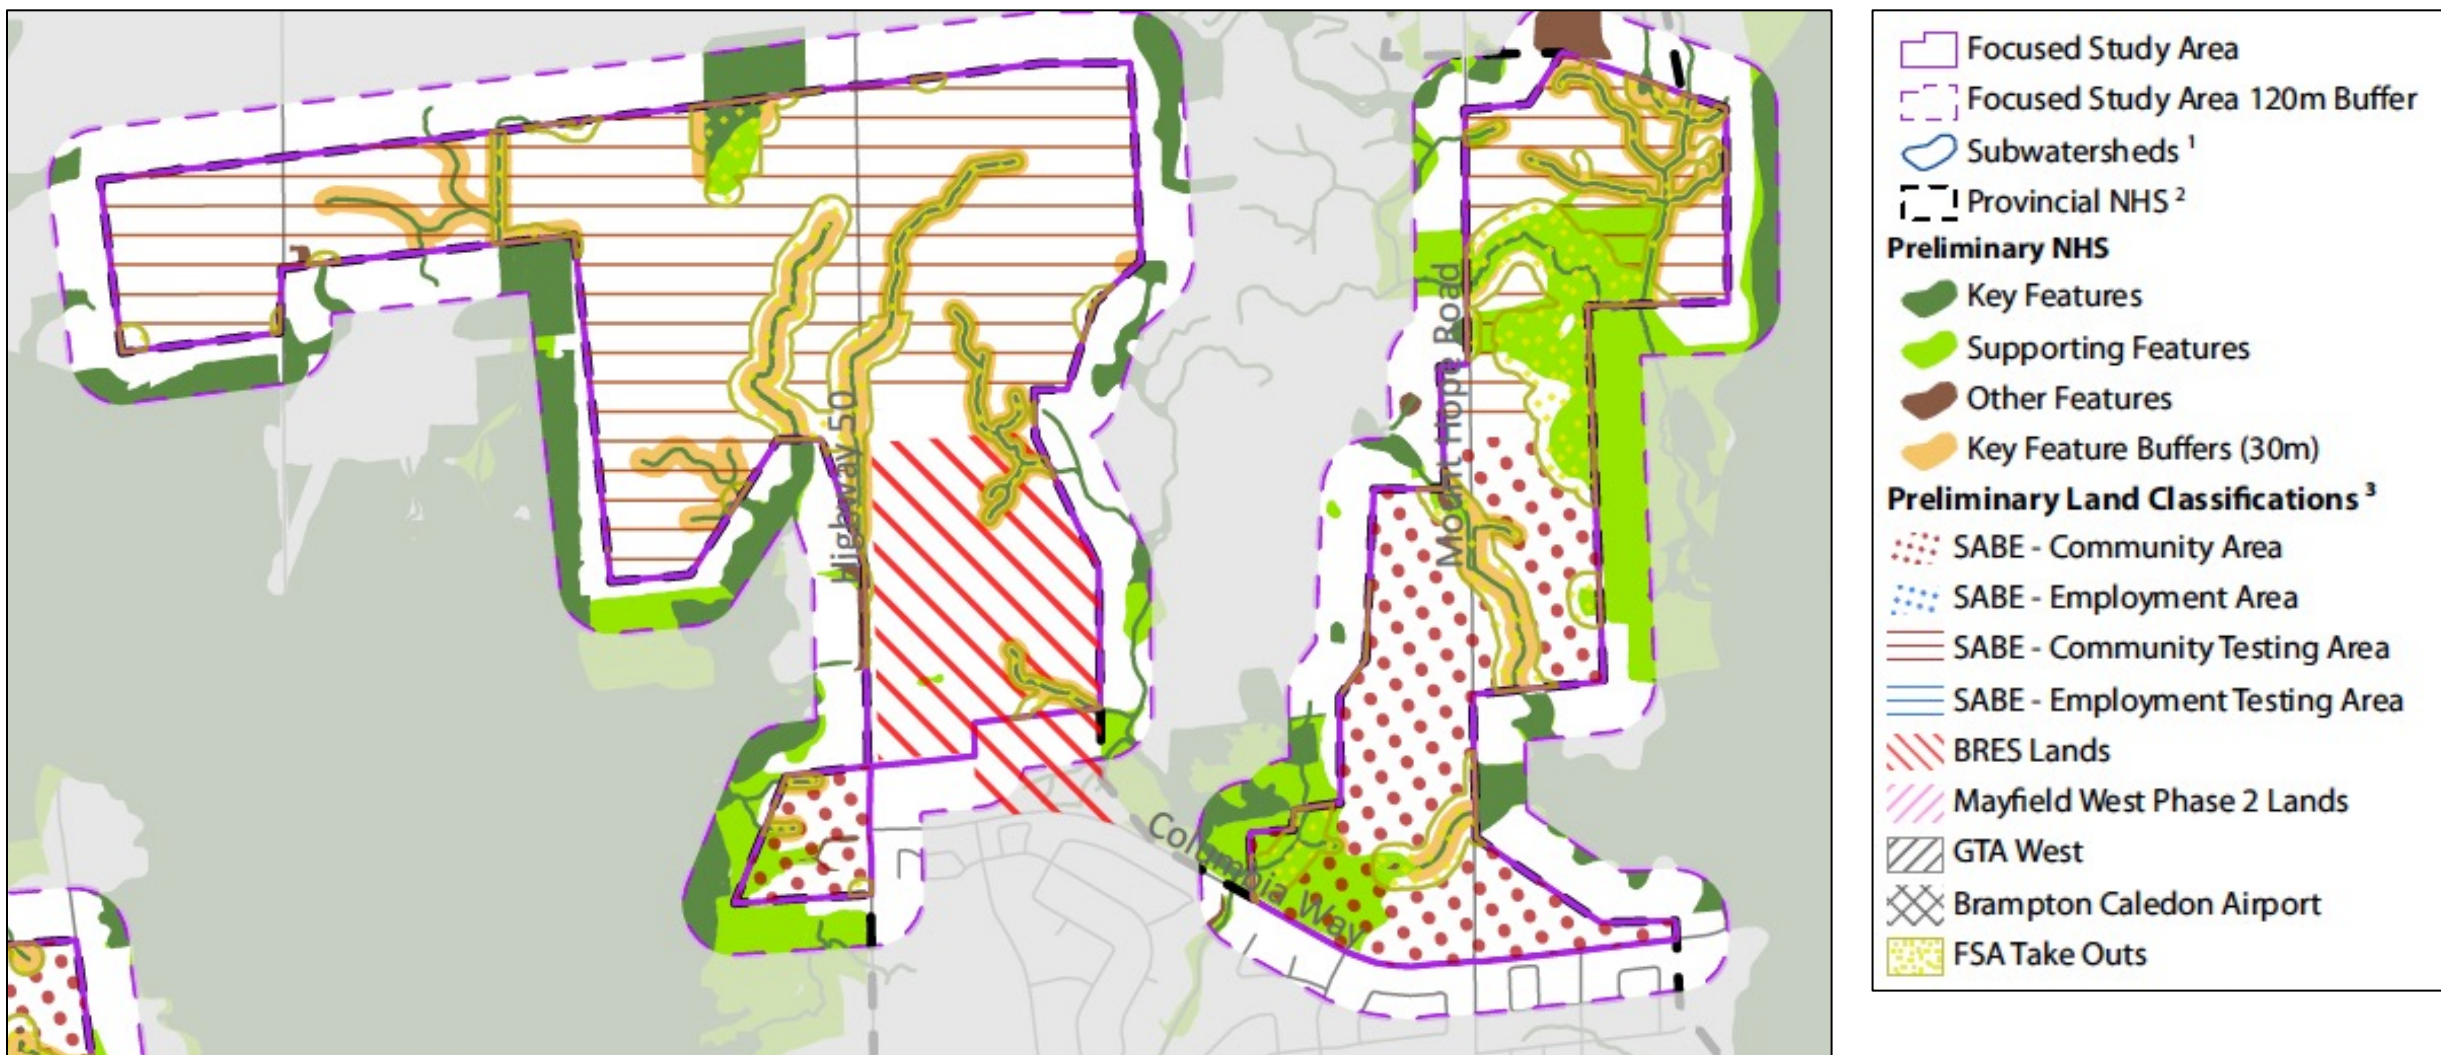 Highway 50
Mount Hope Road
Columbia Way
Focused Study Area
Focused Study Area 120m Buffer
Subwatersheds 1
Provincial NHS 2
Preliminary NHS
Key Features
Supporting Features
Other Features
Key Feature Buffers (30m)
Preliminary Land Classifications 3
SABE - Community Area
SABE - Employment Area
SABE - Community Testing Area
SABE - Employment Testing Area
BRES Lands
Mayfield West Phase 2 Lands
GTA West
Brampton Caledon Airport
FSA Take Outs